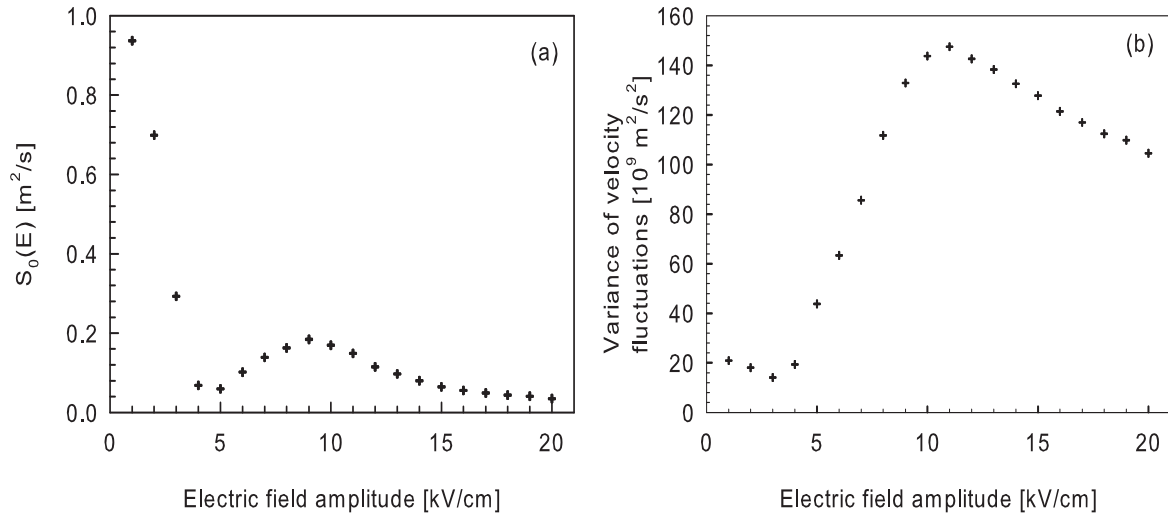 1.0
0.8
0.6
0.4
0.2
0.0
S₀(E) [m²/s]
(a)
0 5 10 15 20
Electric field amplitude [kV/cm]
160
140
120
100
80
60
40
20
0
Variance of velocity
fluctuations [10⁹ m²/s²]
(b)
0 5 10 15 20
Electric field amplitude [kV/cm]